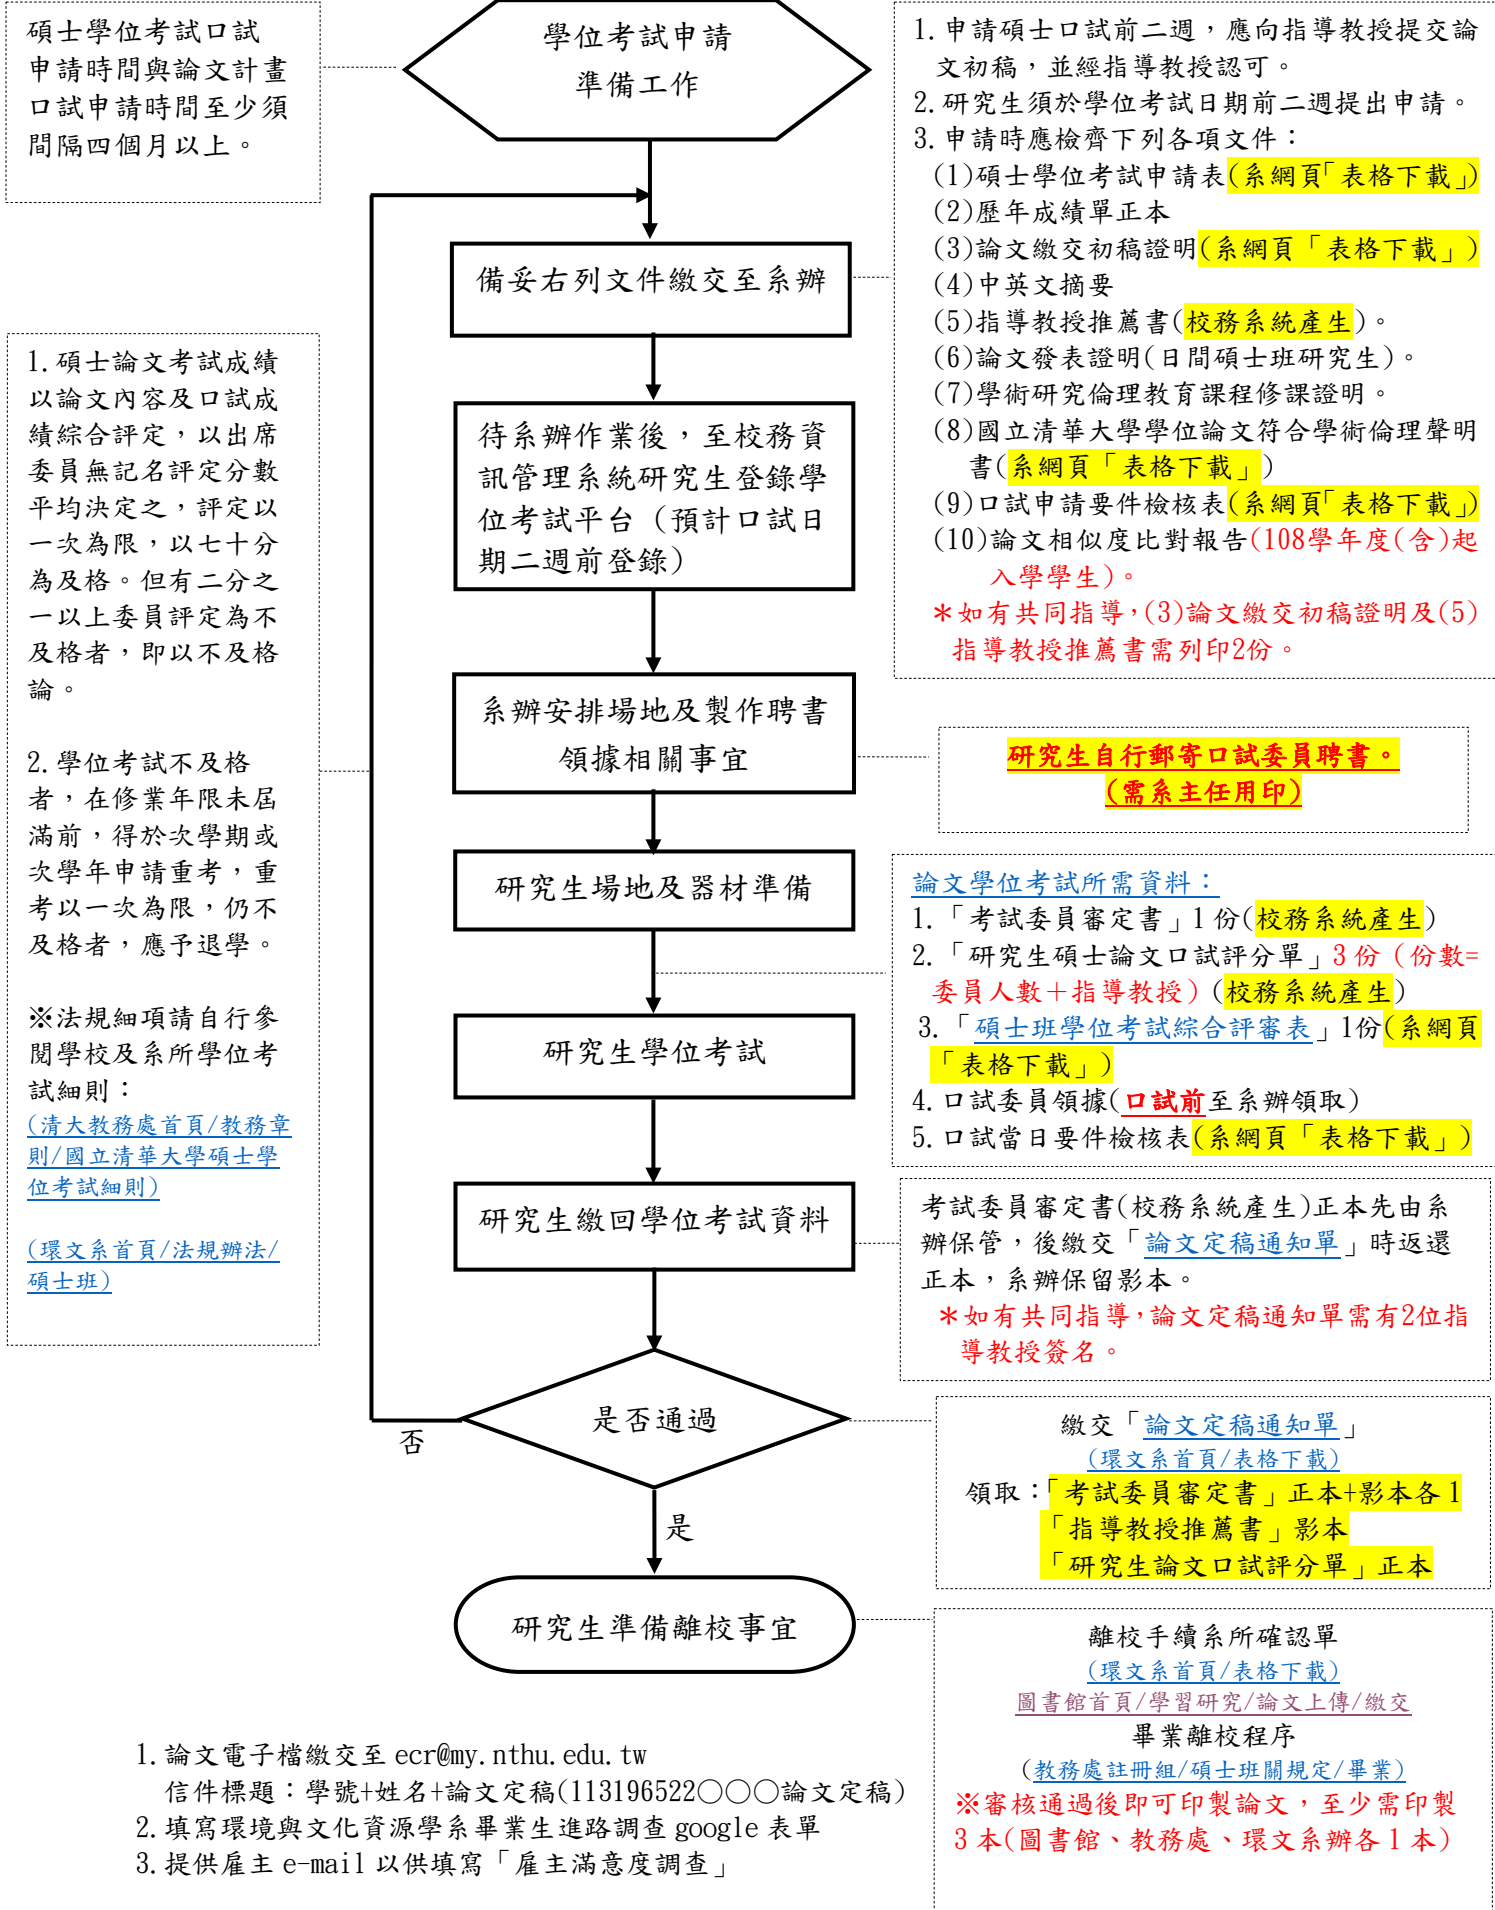 碩士學位考試口試
申請時間與論文計畫
口試申請時間至少須
間隔四個月以上。
學位考試申請
準備工作
1.申請碩士口試前二週，應向指導教授提交論
文初稿，並經指導教授認可。
2.研究生須於學位考試日期前二週提出申請。
3.申請時應檢齊下列各項文件：
(1)碩士學位考試申請表(系網頁「表格下載」)
(2)歷年成績單正本
(3)論文繳交初稿證明(系網頁「表格下載」)
(4)中英文摘要
(5)指導教授推薦書(校務系統產生)。
(6)論文發表證明(日間碩士班研究生)。
(7)學術研究倫理教育課程修課證明。
(8)國立清華大學學位論文符合學術倫理聲明
書(系網頁「表格下載」)
(9)口試申請要件檢核表(系網頁「表格下載」)
(10)論文相似度比對報告(108學年度(含)起
入學學生)。
＊如有共同指導，(3)論文繳交初稿證明及(5)
指導教授推薦書需列印2份。
備妥右列文件繳交至系辦
待系辦作業後，至校務資
訊管理系統研究生登錄學
位考試平台（預計口試日
期二週前登錄）
系辦安排場地及製作聘書
領據相關事宜
研究生自行郵寄口試委員聘書。
(需系主任用印)
研究生場地及器材準備
論文學位考試所需資料：
1.「考試委員審定書」1份(校務系統產生)
2.「研究生碩士論文口試評分單」3份（份數=
委員人數＋指導教授）(校務系統產生)
3.「碩士班學位考試綜合評審表」1份(系網頁
「表格下載」)
4.口試委員領據(口試前至系辦領取)
5.口試當日要件檢核表(系網頁「表格下載」)
研究生學位考試
研究生繳回學位考試資料
考試委員審定書(校務系統產生)正本先由系
辦保管，後繳交「論文定稿通知單」時返還
正本，系辦保留影本。
＊如有共同指導，論文定稿通知單需有2位指
導教授簽名。
1.碩士論文考試成績
以論文內容及口試成
績綜合評定，以出席
委員無記名評定分數
平均決定之，評定以
一次為限，以七十分
為及格。但有二分之
一以上委員評定為不
及格者，即以不及格
論。
2.學位考試不及格
者，在修業年限未屆
滿前，得於次學期或
次學年申請重考，重
考以一次為限，仍不
及格者，應予退學。
※法規細項請自行參
閱學校及系所學位考
試細則：
(清大教務處首頁/教務章
則/國立清華大學碩士學
位考試細則)
(環文系首頁/法規辦法/
碩士班)
是否通過
否
是
繳交「論文定稿通知單」
(環文系首頁/表格下載)
領取：「考試委員審定書」正本+影本各1
「指導教授推薦書」影本
「研究生論文口試評分單」正本
研究生準備離校事宜
離校手續系所確認單
(環文系首頁/表格下載)
圖書館首頁/學習研究/論文上傳/繳交
畢業離校程序
(教務處註冊組/碩士班關規定/畢業)
※審核通過後即可印製論文，至少需印製
3本(圖書館、教務處、環文系辦各1本)
1.論文電子檔繳交至 ecr@my.nthu.edu.tw
信件標題：學號+姓名+論文定稿(113196522○○○論文定稿)
2.填寫環境與文化資源學系畢業生進路調查 google 表單
3.提供雇主 e-mail 以供填寫「雇主滿意度調查」